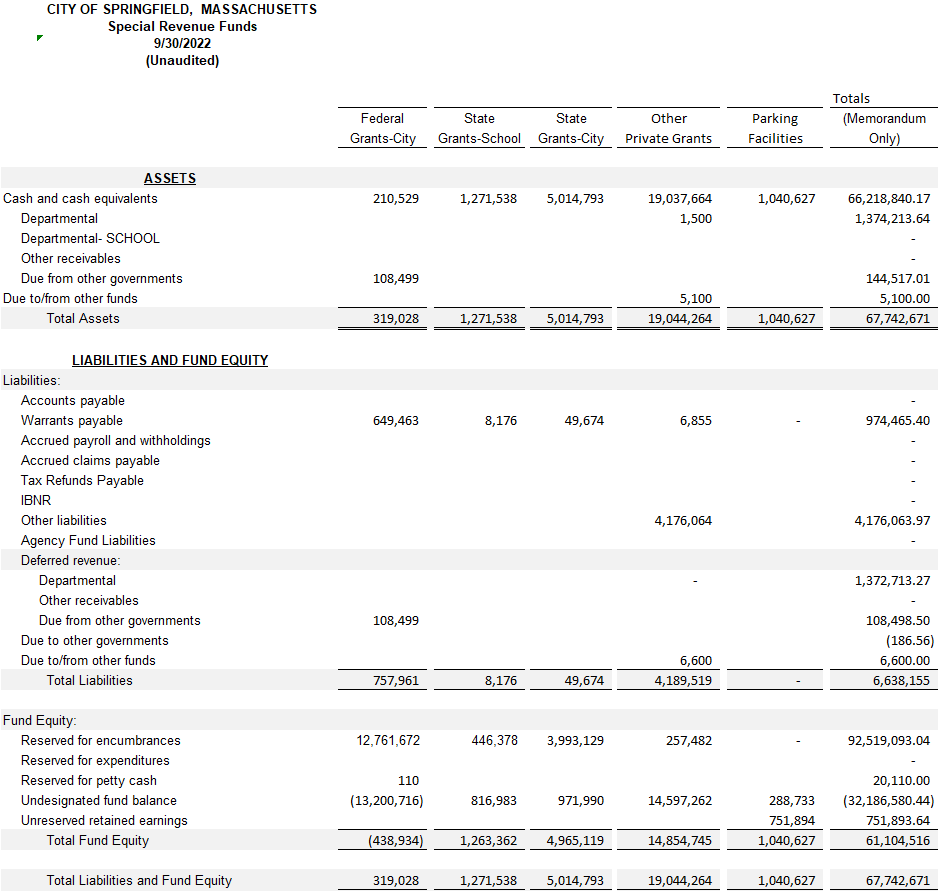 CITY OF SPRINGFIELD, MASSACHUSETTS
Special Revenue Funds
9/30/2022
(Unaudited)
Totals
Federal State State Other Parking (Memorandum
Grants-City Grants-School Grants-City Private Grants Facilities Only)
ASSETS
Cash and cash equivalents 210,529 1,271,538 5,014,793 19,037,664 1,040,627 66,218,840.17
Departmental 1,500 1,374,213.64
Departmental- SCHOOL -
Other receivables -
Due from other governments 108,499 144,517.01
Due to/from other funds 5,100 5,100.00
Total Assets 319,028 1,271,538 5,014,793 19,044,264 1,040,627 67,742,671
LIABILITIES AND FUND EQUITY
Liabilities:
Accounts payable -
Warrants payable 649,463 8,176 49,674 6,855 - 974,465.40
Accrued payroll and withholdings -
Accrued claims payable -
Tax Refunds Payable -
IBNR -
Other liabilities 4,176,064 4,176,063.97
Agency Fund Liabilities -
Deferred revenue:
Departmental - 1,372,713.27
Other receivables -
Due from other governments 108,499 108,498.50
Due to other governments (186.56)
Due to/from other funds 6,600 6,600.00
Total Liabilities 757,961 8,176 49,674 4,189,519 - 6,638,155
Fund Equity:
Reserved for encumbrances 12,761,672 446,378 3,993,129 257,482 - 92,519,093.04
Reserved for expenditures -
Reserved for petty cash 110 20,110.00
Undesignated fund balance (13,200,716) 816,983 971,990 14,597,262 288,733 (32,186,580.44)
Unreserved retained earnings 751,894 751,893.64
Total Fund Equity (438,934) 1,263,362 4,965,119 14,854,745 1,040,627 61,104,516
Total Liabilities and Fund Equity 319,028 1,271,538 5,014,793 19,044,264 1,040,627 67,742,671